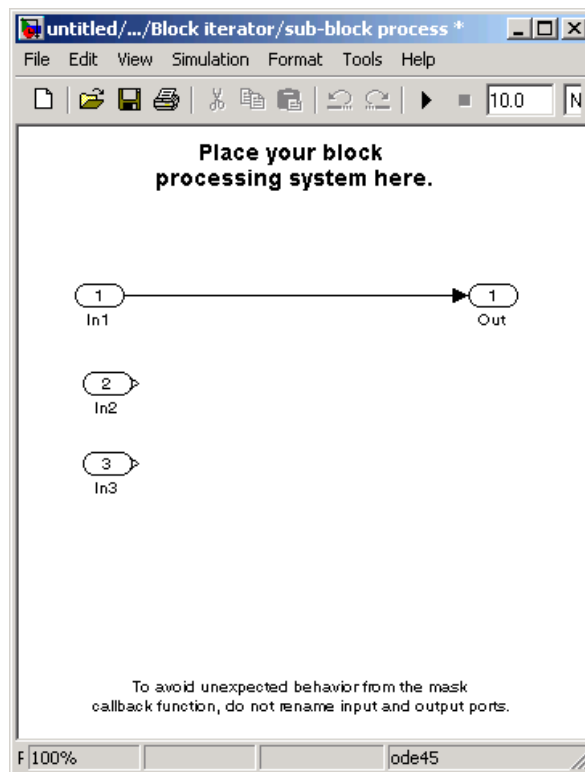 untitled/.../Block iterator/sub-block process *
File Edit View Simulation Format Tools Help
10.0 N
Place your block
processing system here.
1 1
In1 Out
2
In2
3
In3
To avoid unexpected behavior from the mask
callback function, do not rename input and output ports.
F 100% ode45